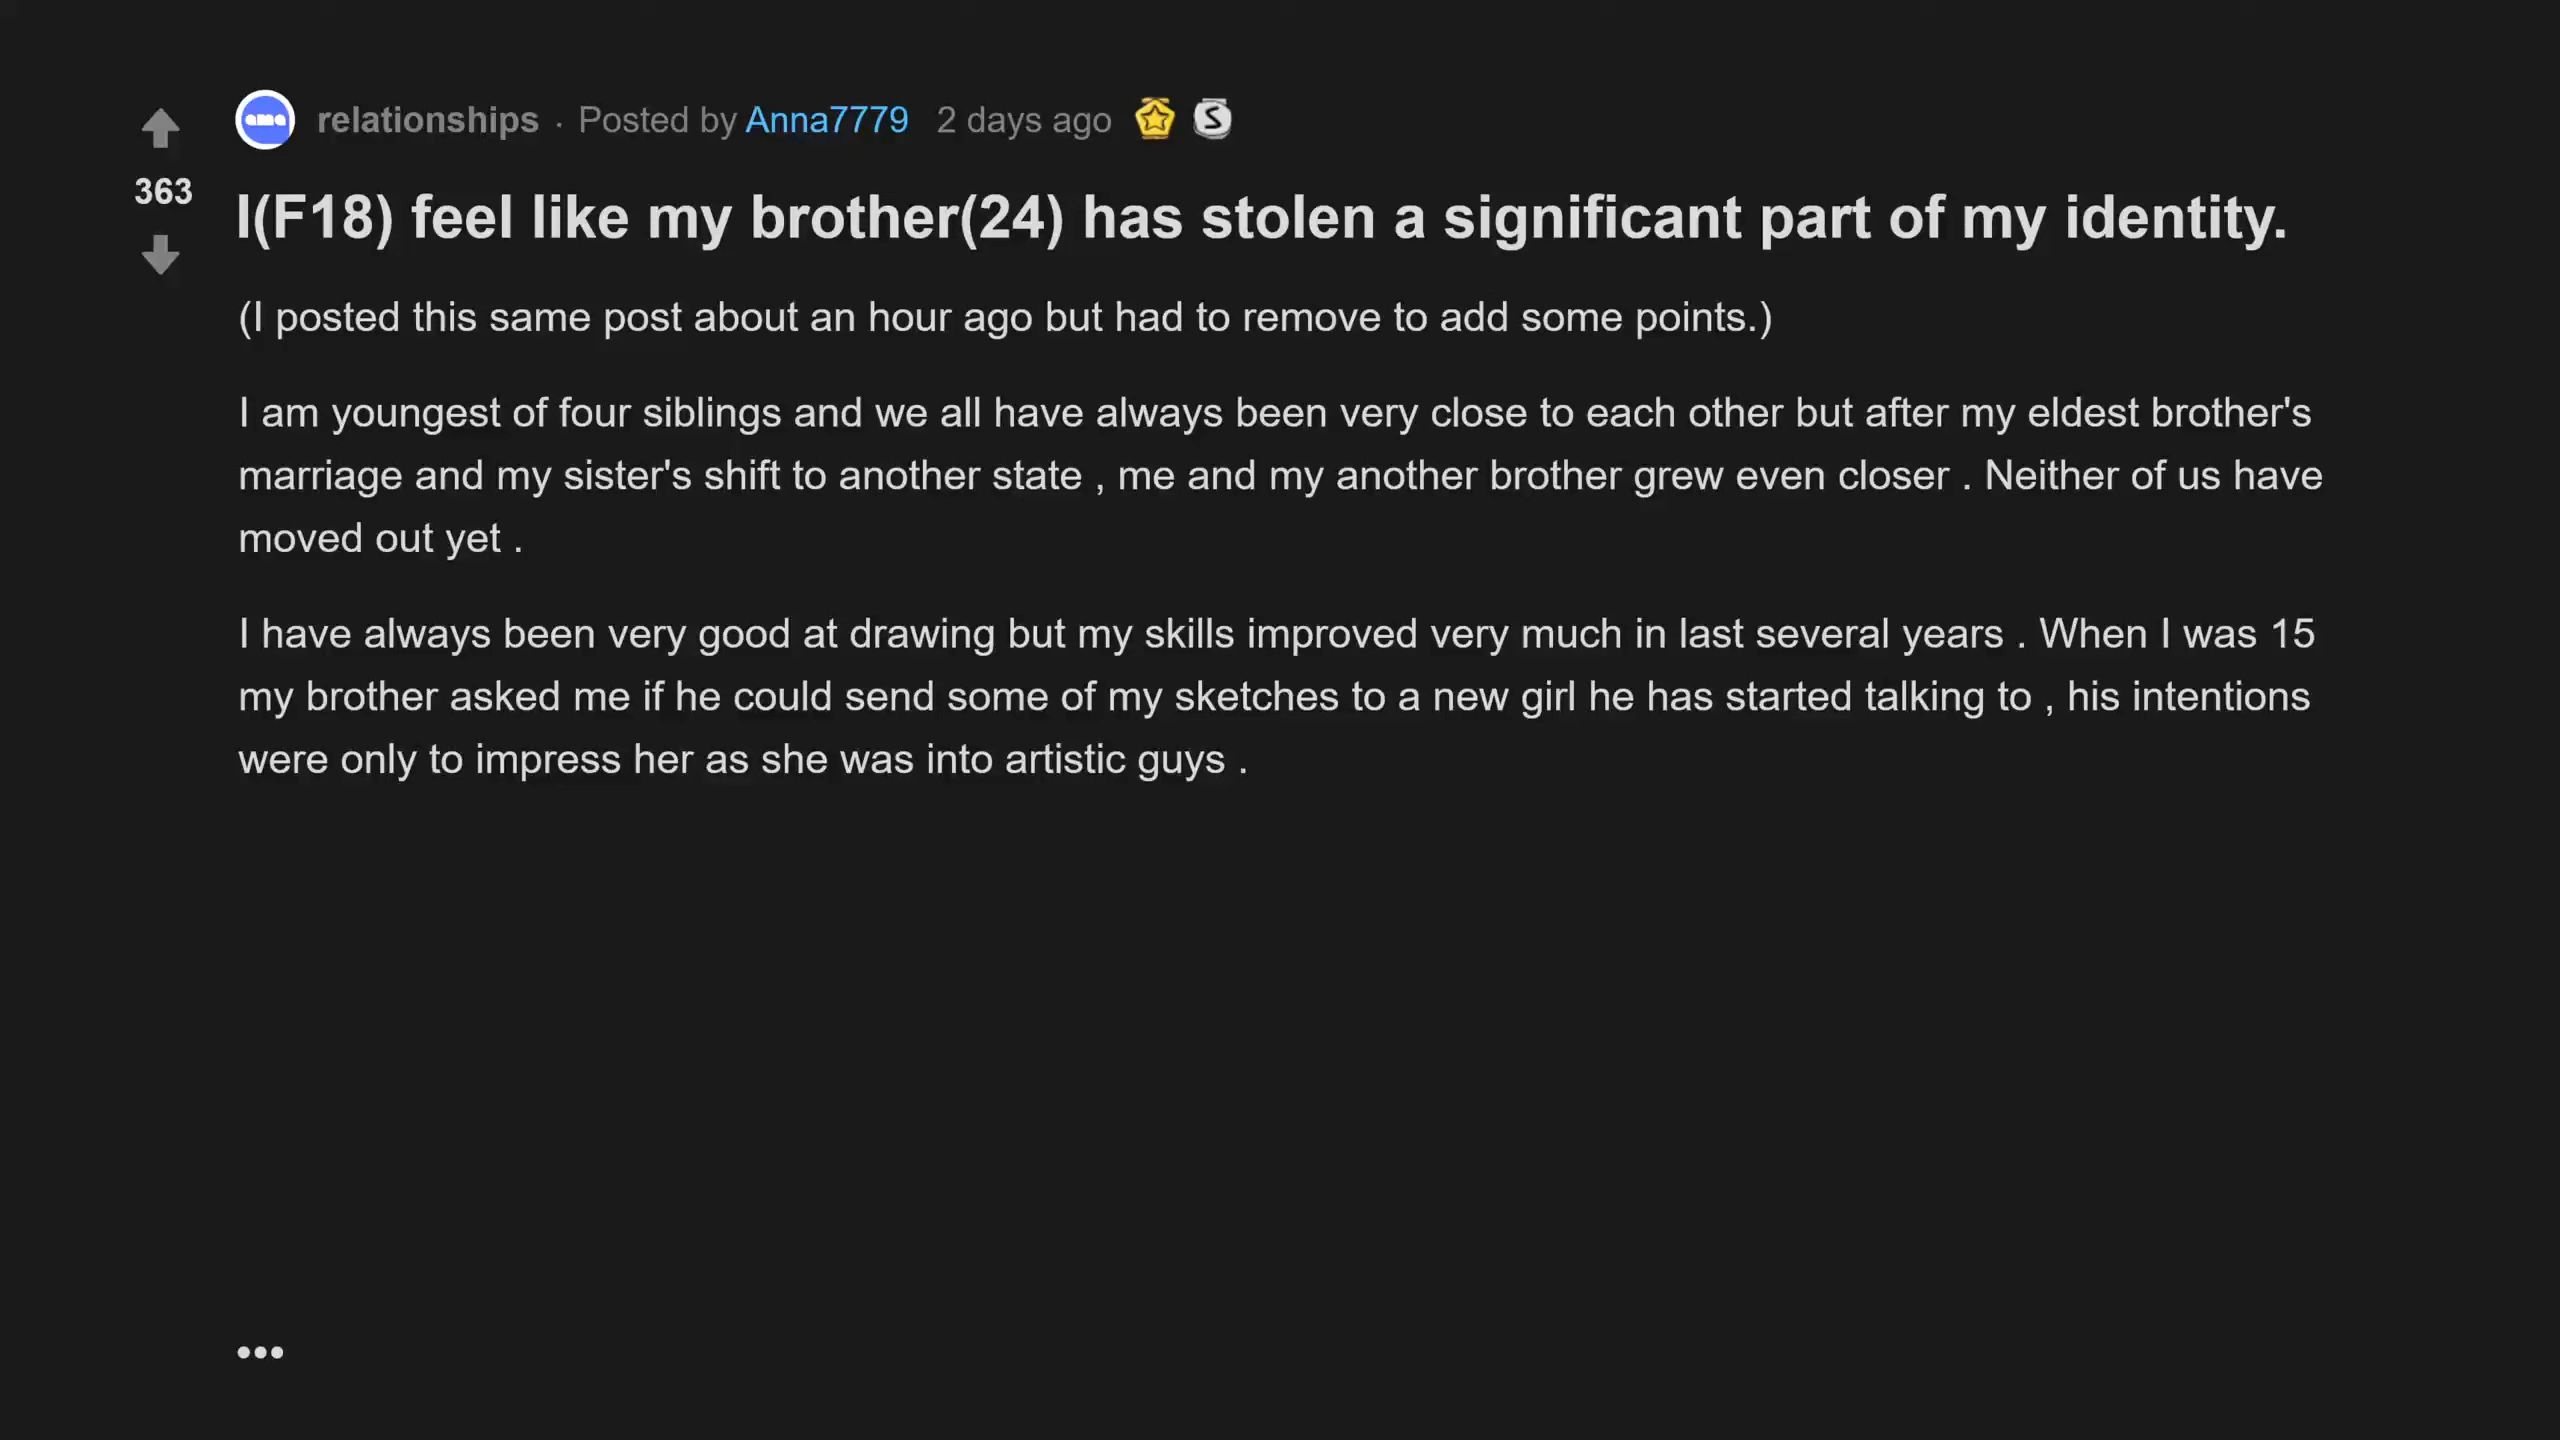 relationships · Posted by Anna7779 2 days ago
363
I(F18) feel like my brother(24) has stolen a significant part of my identity.
(I posted this same post about an hour ago but had to remove to add some points.)
I am youngest of four siblings and we all have always been very close to each other but after my eldest brother's
marriage and my sister's shift to another state , me and my another brother grew even closer . Neither of us have
moved out yet .
I have always been very good at drawing but my skills improved very much in last several years . When I was 15
my brother asked me if he could send some of my sketches to a new girl he has started talking to , his intentions
were only to impress her as she was into artistic guys .
•••